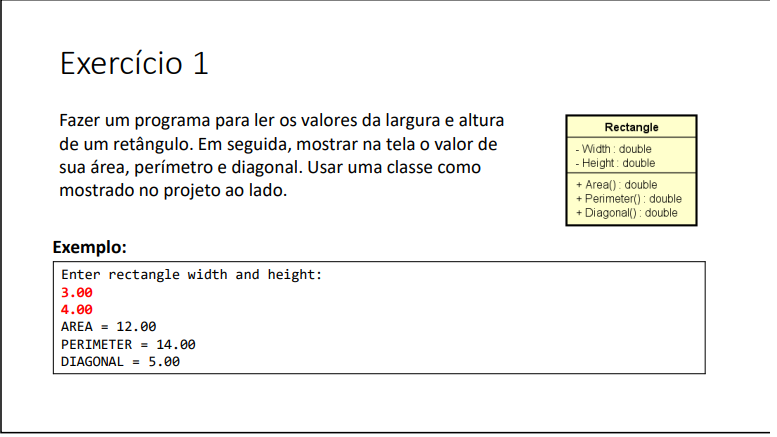 Exercício 1
Fazer um programa para ler os valores da largura e altura
de um retângulo. Em seguida, mostrar na tela o valor de
sua área, perímetro e diagonal. Usar uma classe como
mostrado no projeto ao lado.
Rectangle
- Width : double
- Height : double
+ Area() : double
+ Perimeter() : double
+ Diagonal() : double
Exemplo:
Enter rectangle width and height:
3.00
4.00
AREA = 12.00
PERIMETER = 14.00
DIAGONAL = 5.00